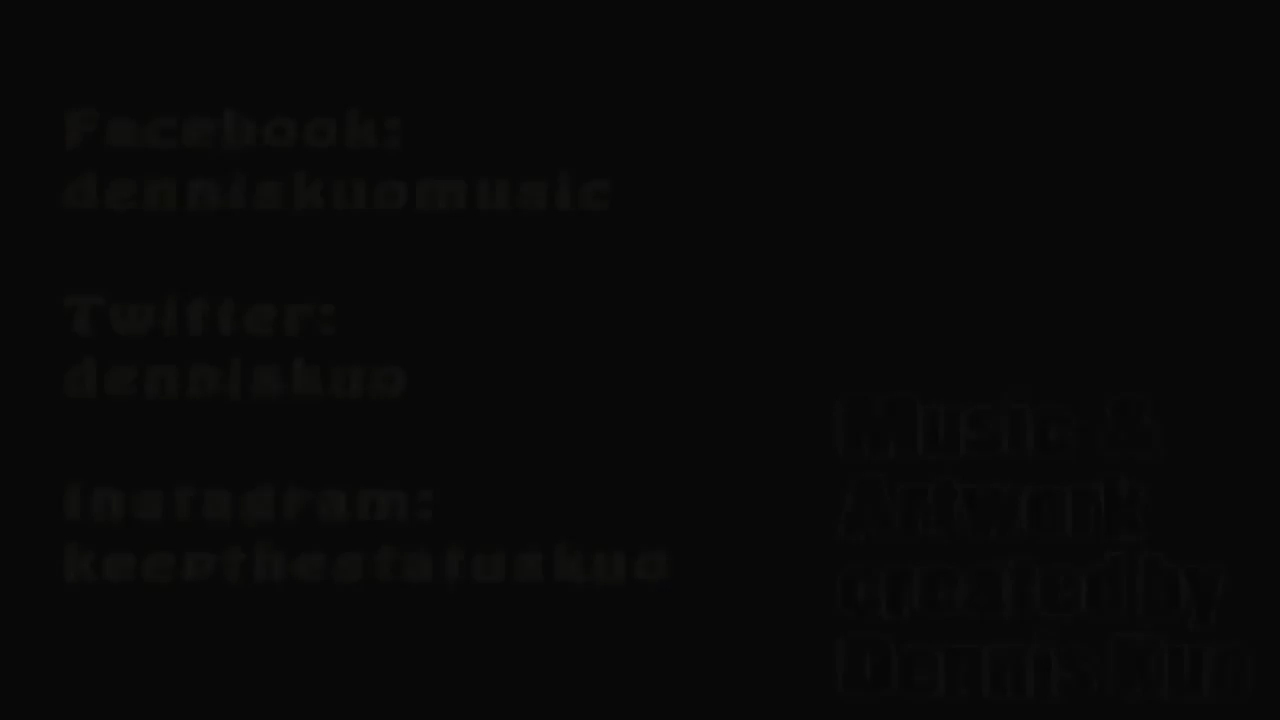 Facebook:
denniskuomusic
Twitter:
denniskuo
Instagram:
keepthestatuskuo
Music &
Artwork
created by
Dennis Kuo